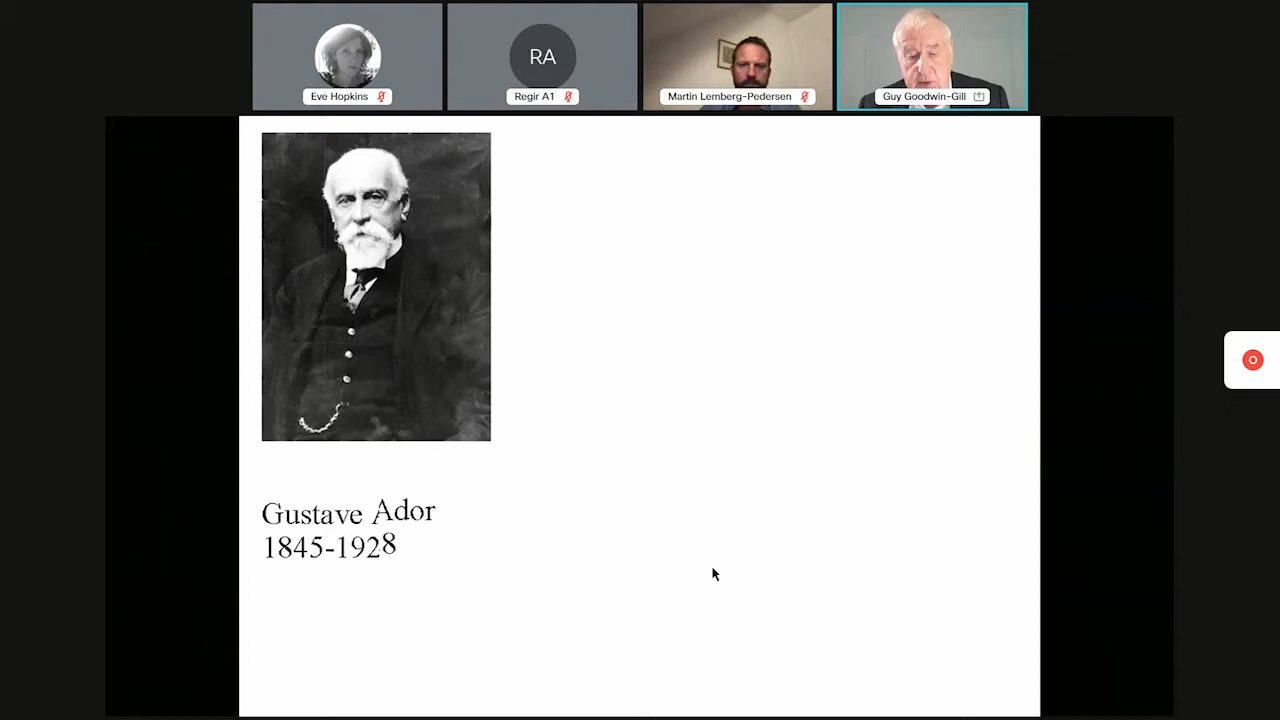 Eve Hopkins
RA
Regir A1
Martin Lemberg-Pedersen
Guy Goodwin-Gill
Gustave Ador
1845-1928